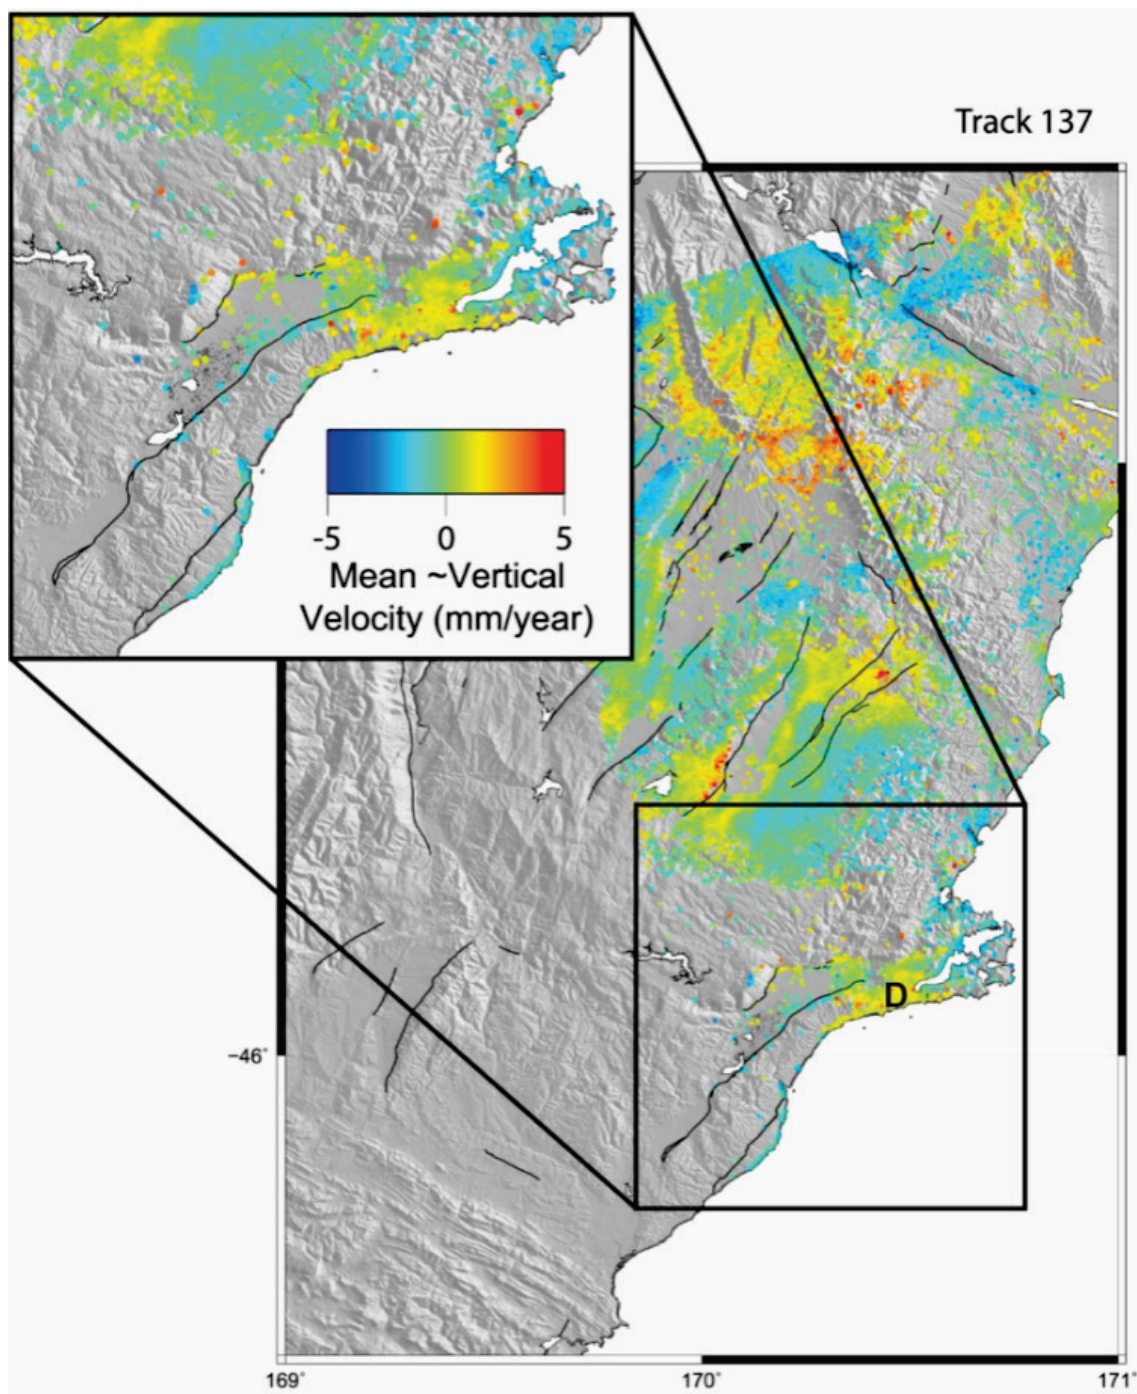 Track 137
-5 0 5
Mean ~Vertical
Velocity (mm/year)
D
-46°
169° 170° 171°